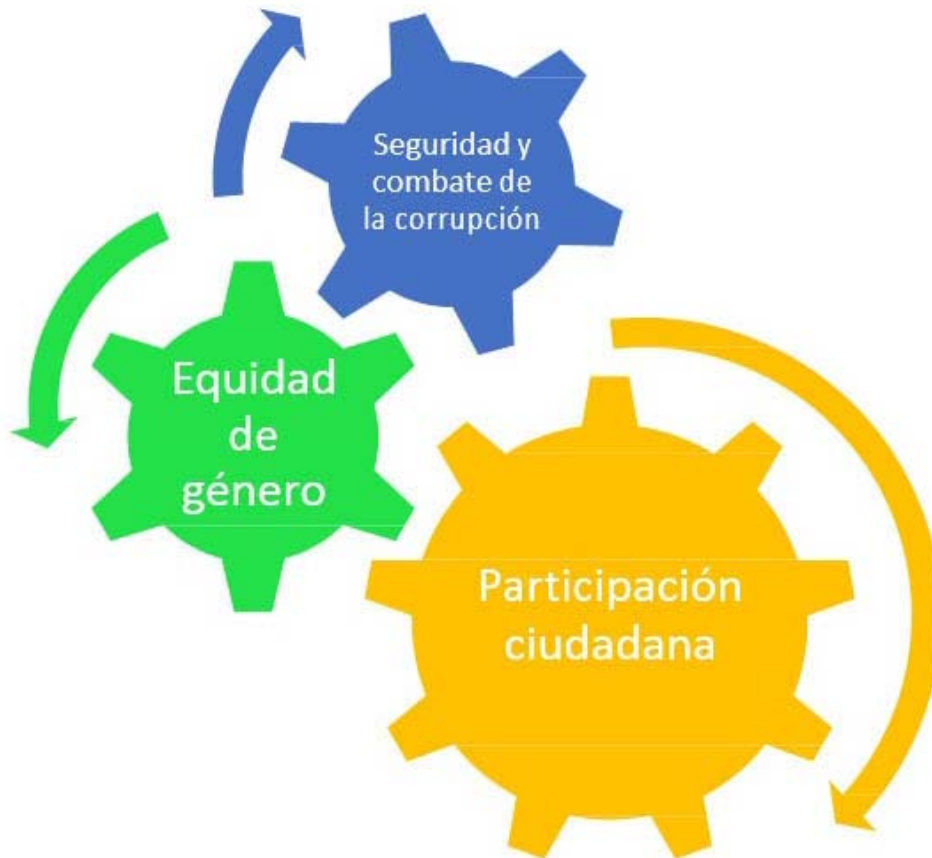 Seguridad y
combate de
la corrupción
Equidad
de
género
Participación
ciudadana